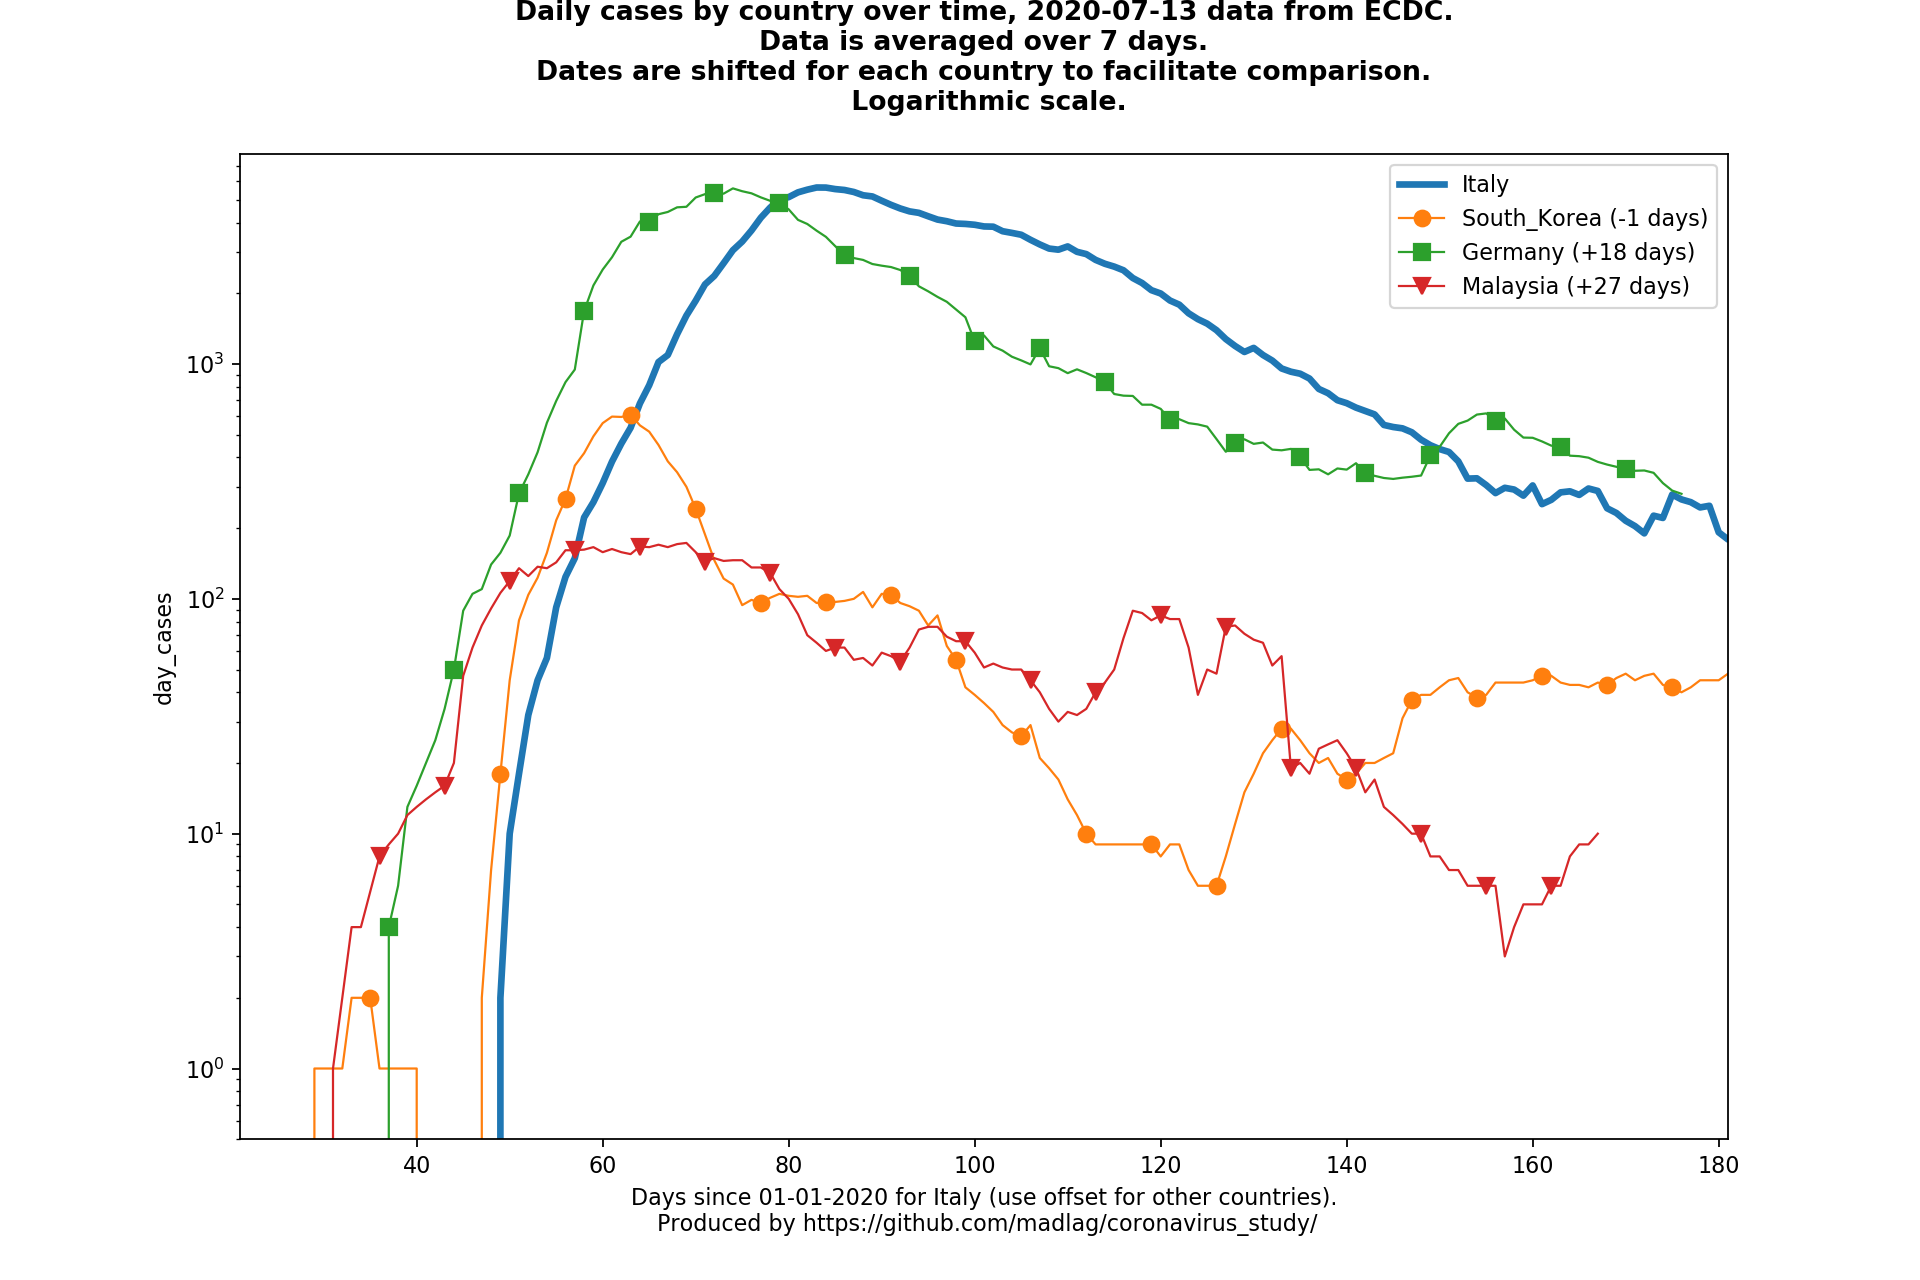 Daily cases by country over time, 2020-07-13 data from ECDC.
Data is averaged over 7 days.
Dates are shifted for each country to facilitate comparison.
Logarithmic scale.
Italy
South_Korea (-1 days)
Germany (+18 days)
Malaysia (+27 days)
day_cases
10³
10²
10¹
10⁰
40 60 80 100 120 140 160 180
Days since 01-01-2020 for Italy (use offset for other countries).
Produced by https://github.com/madlag/coronavirus_study/